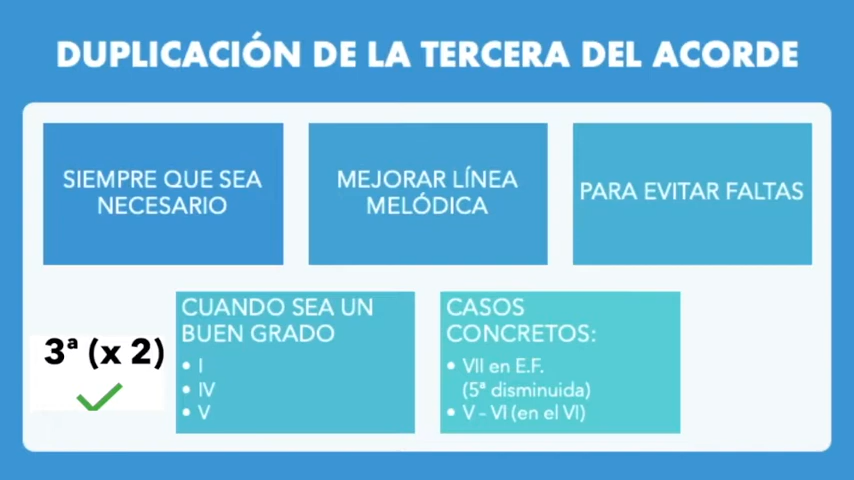 DUPLICACIÓN DE LA TERCERA DEL ACORDE
SIEMPRE QUE SEA
NECESARIO
MEJORAR LÍNEA
MELÓDICA
PARA EVITAR FALTAS
3ª (x 2)
CUANDO SEA UN
BUEN GRADO
• I
• IV
• V
CASOS
CONCRETOS:
• VII en E.F.
(5ª disminuida)
• V - VI (en el VI)